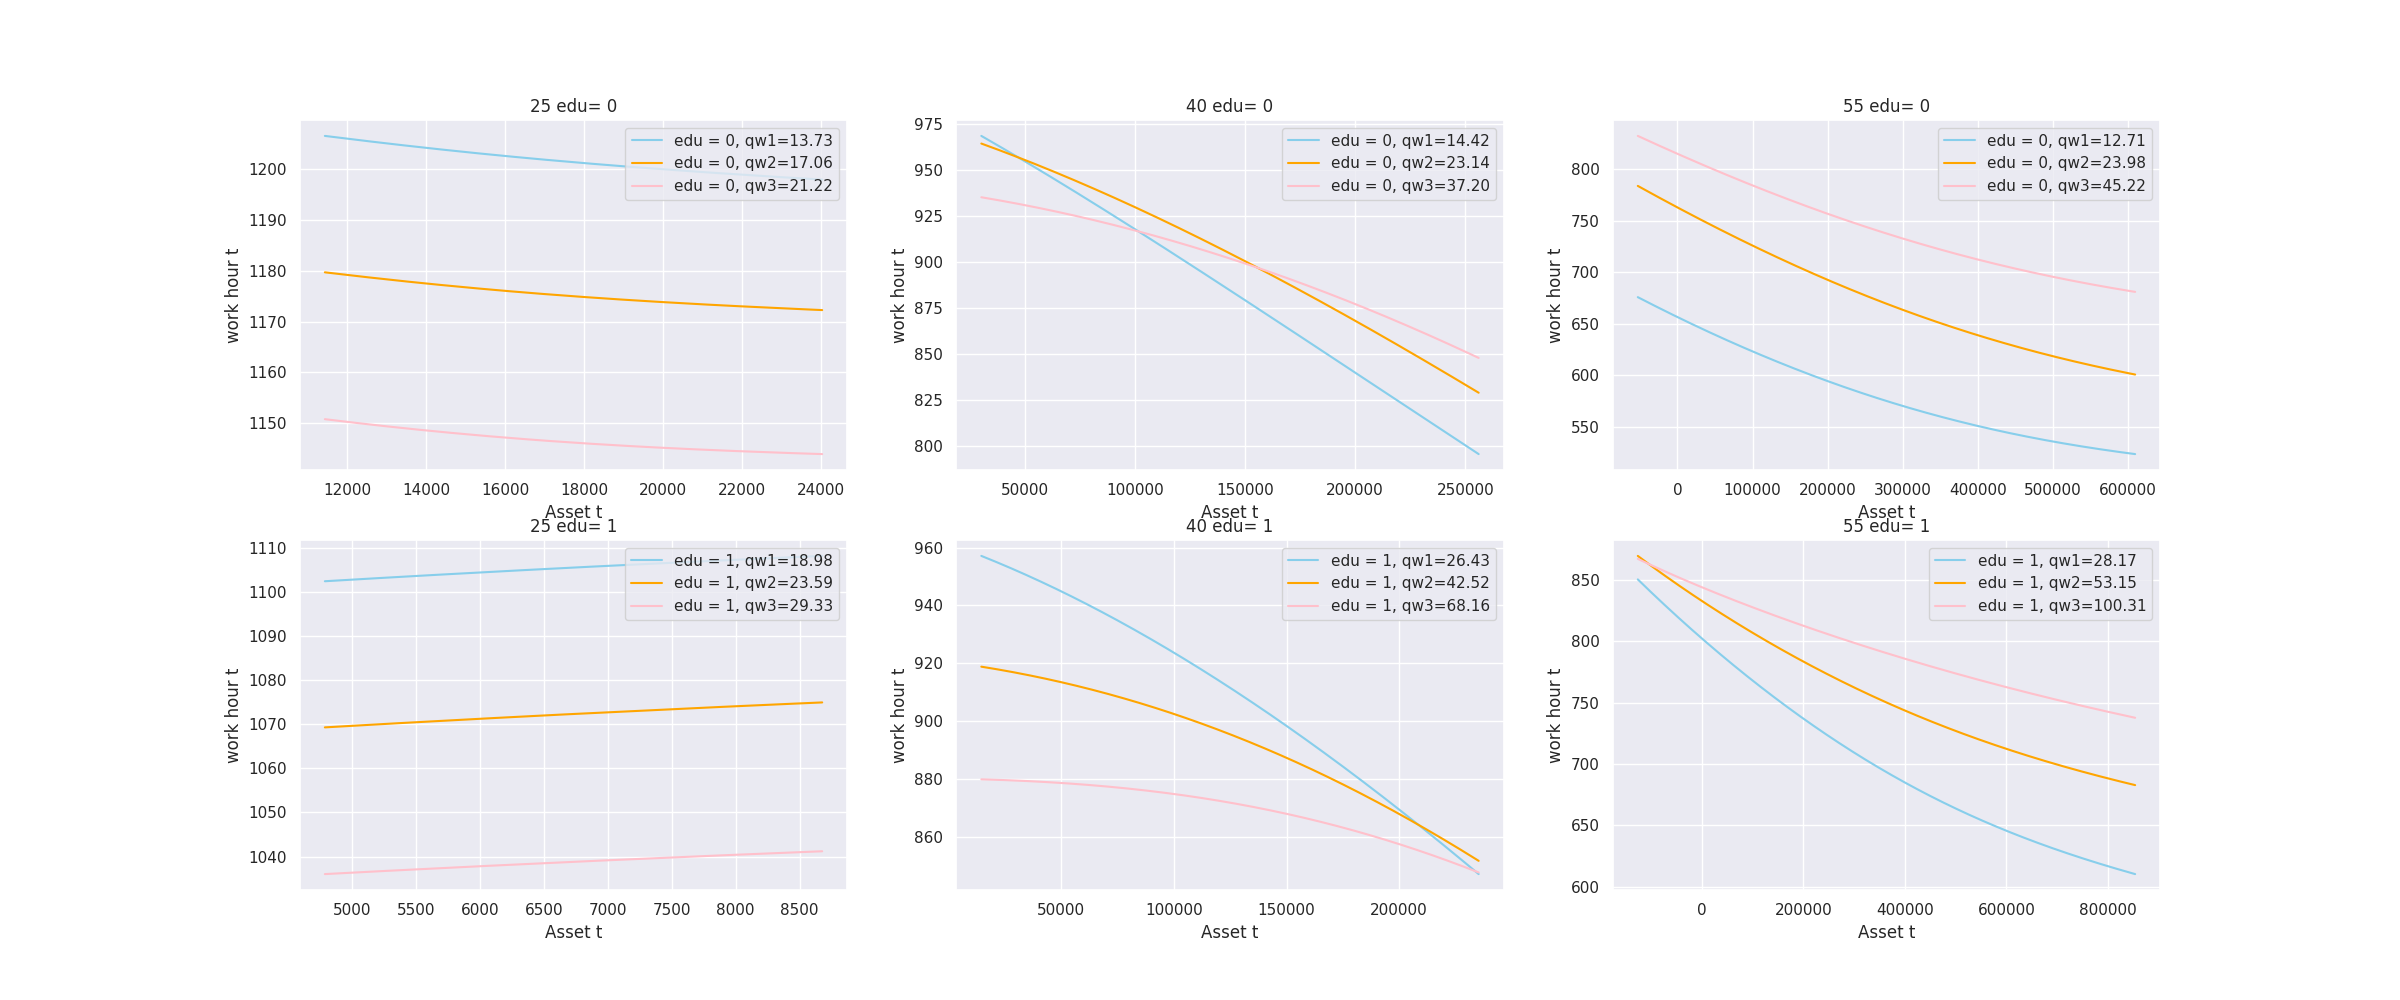 25 edu= 0
edu = 0, qw1=13.73
edu = 0, qw2=17.06
edu = 0, qw3=21.22
work hour t
1200
1190
1180
1170
1160
1150
12000 14000 16000 18000 20000 22000 24000
Asset t
40 edu= 0
edu = 0, qw1=14.42
edu = 0, qw2=23.14
edu = 0, qw3=37.20
work hour t
975
950
925
900
875
850
825
800
50000 100000 150000 200000 250000
Asset t
55 edu= 0
edu = 0, qw1=12.71
edu = 0, qw2=23.98
edu = 0, qw3=45.22
work hour t
800
750
700
650
600
550
0 100000 200000 300000 400000 500000 600000
Asset t
25 edu= 1
edu = 1, qw1=18.98
edu = 1, qw2=23.59
edu = 1, qw3=29.33
work hour t
1110
1100
1090
1080
1070
1060
1050
1040
5000 5500 6000 6500 7000 7500 8000 8500
Asset t
40 edu= 1
edu = 1, qw1=26.43
edu = 1, qw2=42.52
edu = 1, qw3=68.16
work hour t
960
940
920
900
880
860
50000 100000 150000 200000
Asset t
55 edu= 1
edu = 1, qw1=28.17
edu = 1, qw2=53.15
edu = 1, qw3=100.31
work hour t
850
800
750
700
650
600
0 200000 400000 600000 800000
Asset t